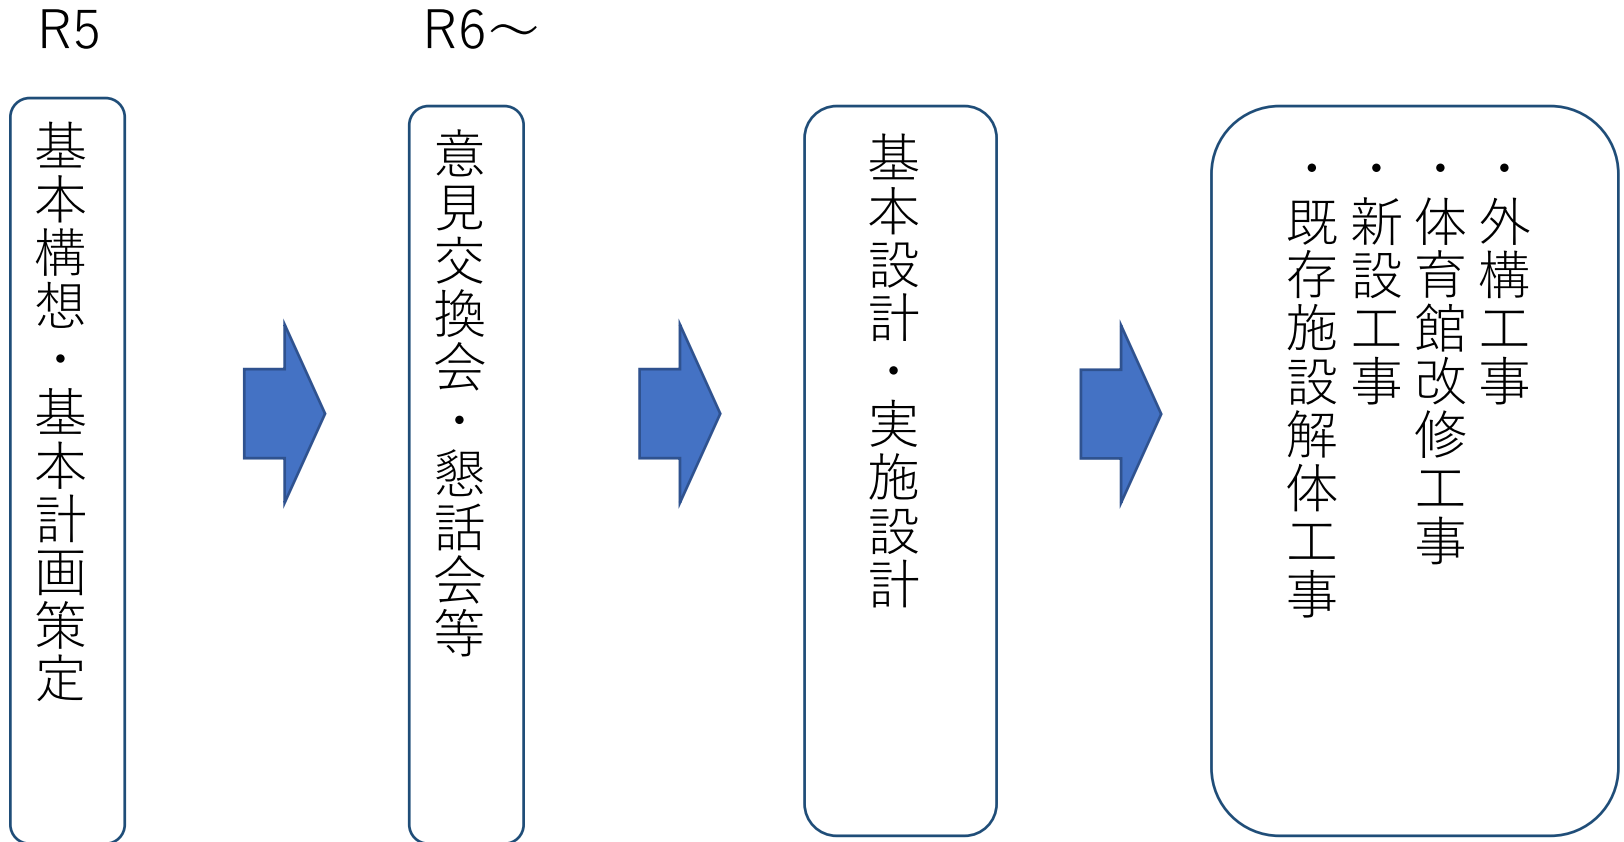 R5
基本構想・基本計画策定
R6～
意見交換会・懇話会等
基本設計・実施設計
・外構工事
・体育館改修工事
・新設工事
・既存施設解体工事